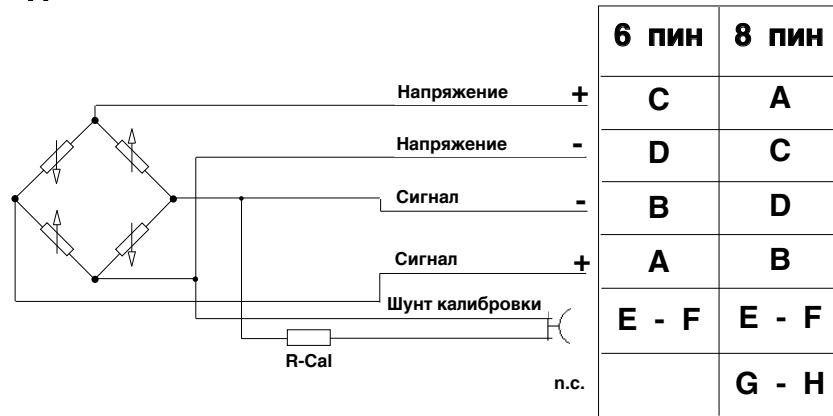 6 пин 8 пин
Напряжение + C A
Напряжение - D C
Сигнал - B D
Сигнал + A B
Шунт калибровки E - F E - F
R-Cal
n.c. G - H